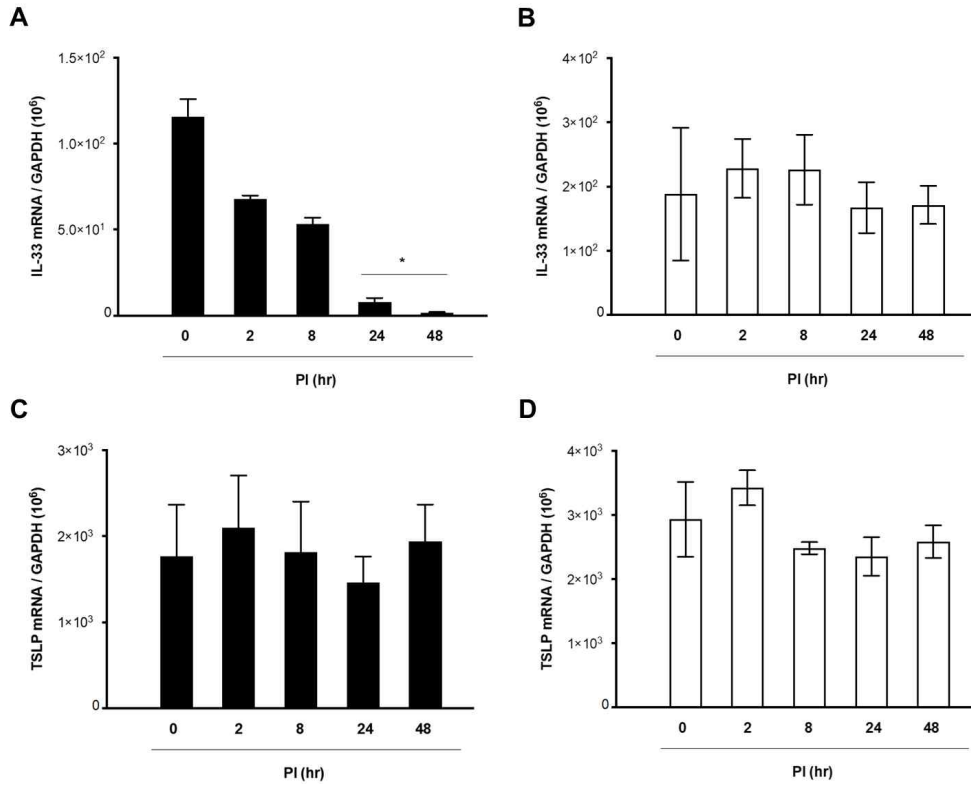 A
IL-33 mRNA / GAPDH (10⁶)
1.5×10²
1.0×10²
5.0×10¹
0
*
0 2 8 24 48
PI (hr)
B
IL-33 mRNA / GAPDH (10⁶)
4×10²
3×10²
2×10²
1×10²
0
0 2 8 24 48
PI (hr)
C
TSLP mRNA / GAPDH (10⁶)
3×10³
2×10³
1×10³
0
0 2 8 24 48
PI (hr)
D
TSLP mRNA / GAPDH (10⁶)
4×10³
3×10³
2×10³
1×10³
0
0 2 8 24 48
PI (hr)